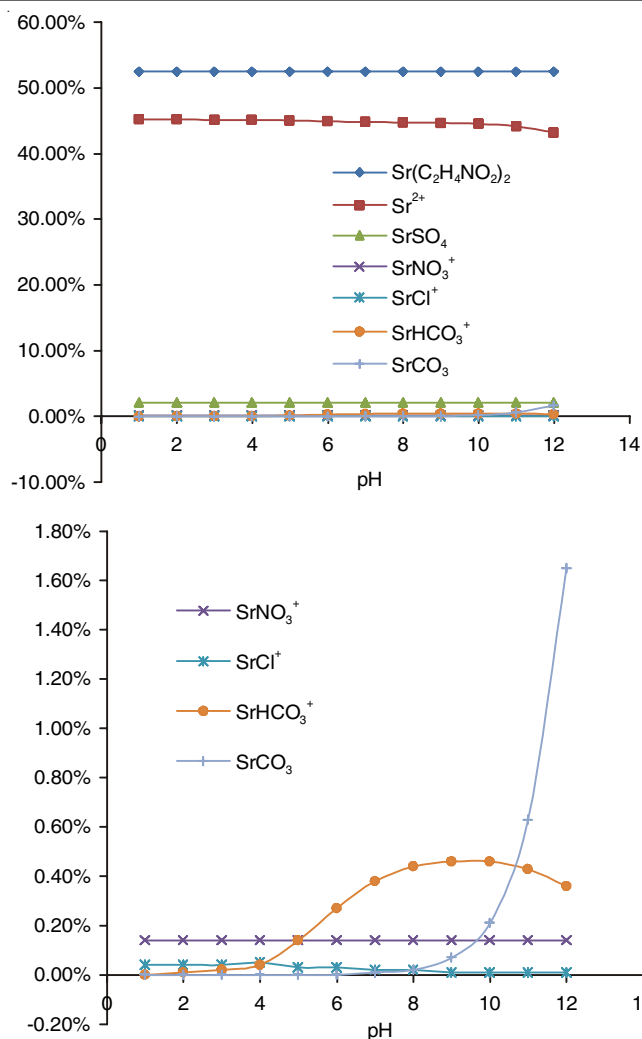 60.00%
50.00%
40.00%
30.00%
20.00%
10.00%
0.00%
-10.00%
0 2 4 6 8 10 12 14
pH
Sr(C₂H₄NO₂)₂
Sr²⁺
SrSO₄
SrNO₃⁺
SrCl⁺
SrHCO₃⁺
SrCO₃
1.80%
1.60%
1.40%
1.20%
1.00%
0.80%
0.60%
0.40%
0.20%
0.00%
-0.20%
0 2 4 6 8 10 12 1
pH
SrNO₃⁺
SrCl⁺
SrHCO₃⁺
SrCO₃